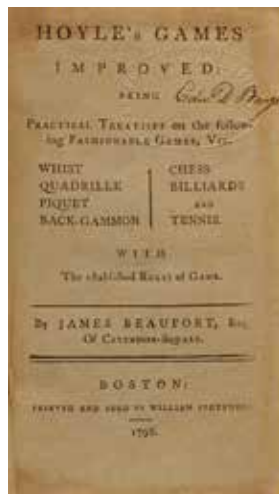 HOYLE's GAMES
IMPROVED:
BEING
PRACTICAL TREATISES on the follow-
ing FASHIONABLE GAMES, Viz.
WHIST
QUADRILLE
PIQUET
BACK-GAMMON
CHESS
BILLIARDS
AND
TENNIS.
WITH
The established RULES of GAME.
By JAMES BEAUFORT, Esq
Of CAVENDISH-SQUARE.
BOSTON:
PRINTED AND SOLD BY WILLIAM